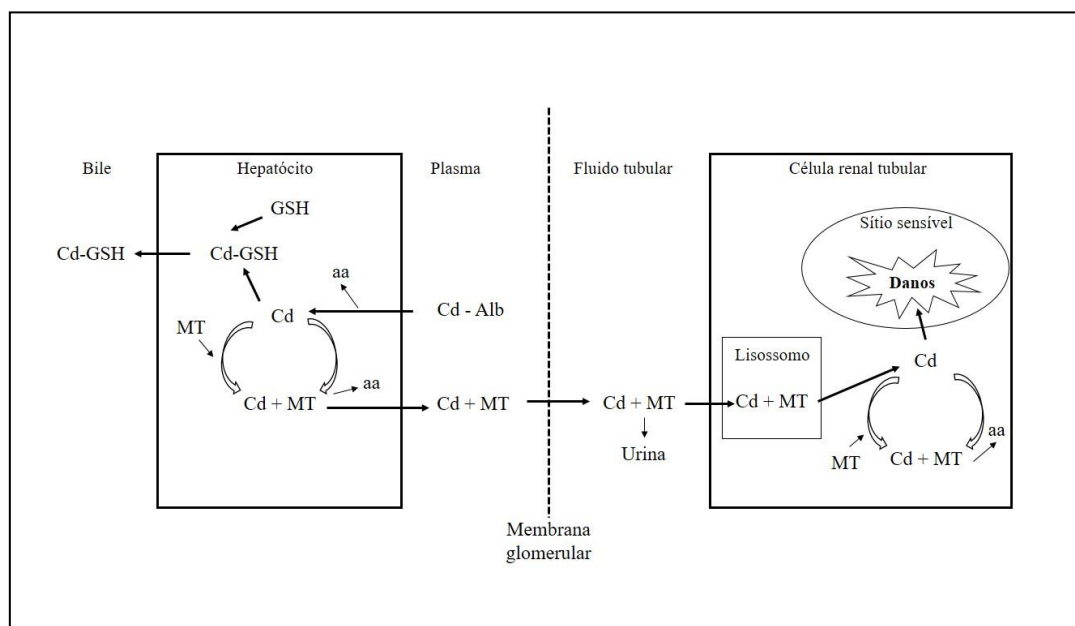 Bile
Hepatócito
Plasma
Fluido tubular
Célula renal tubular
GSH
Cd-GSH
Cd-GSH
aa
Cd
Cd - Alb
MT
aa
Cd + MT
Cd + MT
Cd + MT
Urina
Membrana
glomerular
Sítio sensível
Danos
Lisossomo
Cd + MT
Cd
MT
Cd + MT
aa